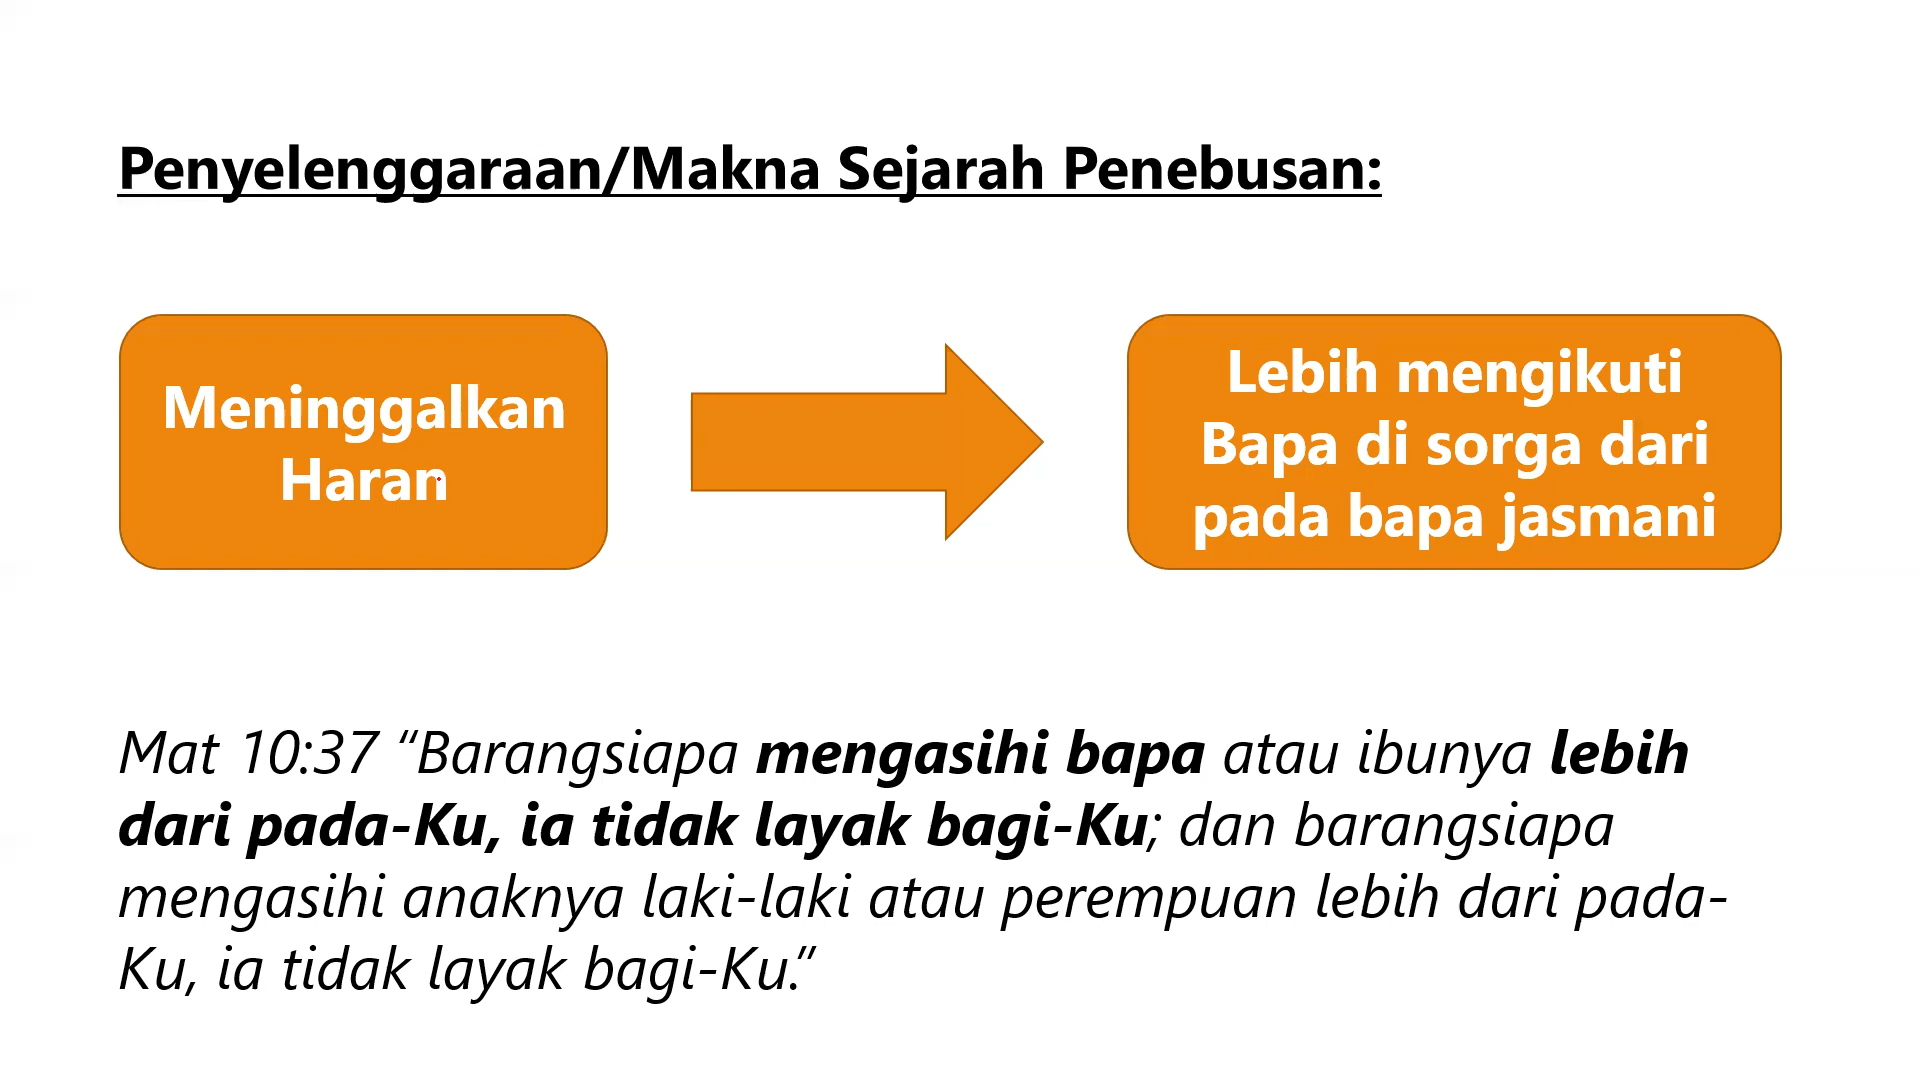 Penyelenggaraan/Makna Sejarah Penebusan:
Meninggalkan
Haran
Lebih mengikuti
Bapa di sorga dari
pada bapa jasmani
Mat 10:37 “Barangsiapa mengasihi bapa atau ibunya lebih
dari pada-Ku, ia tidak layak bagi-Ku; dan barangsiapa
mengasihi anaknya laki-laki atau perempuan lebih dari pada-
Ku, ia tidak layak bagi-Ku.”